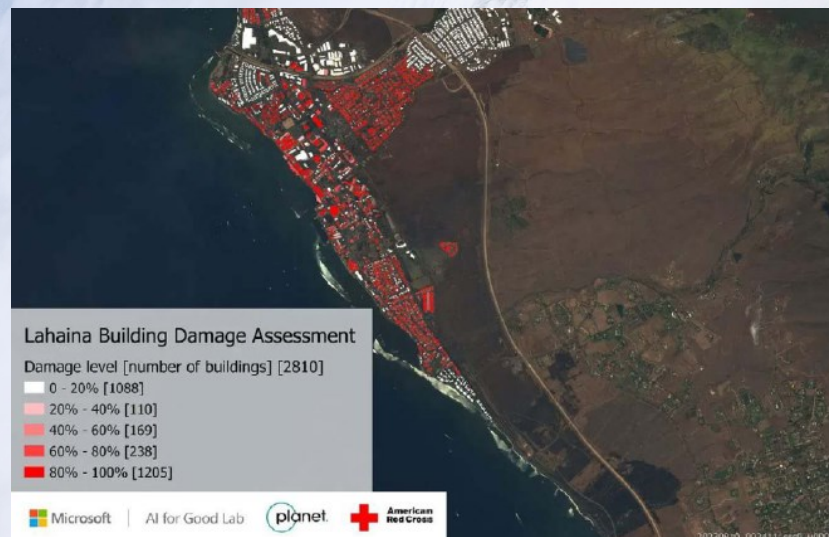 Lahaina Building Damage Assessment
Damage level [number of buildings] [2810]
0 - 20% [1088]
20% - 40% [110]
40% - 60% [169]
60% - 80% [238]
80% - 100% [1205]
Microsoft | AI for Good Lab planet. American
Red Cross